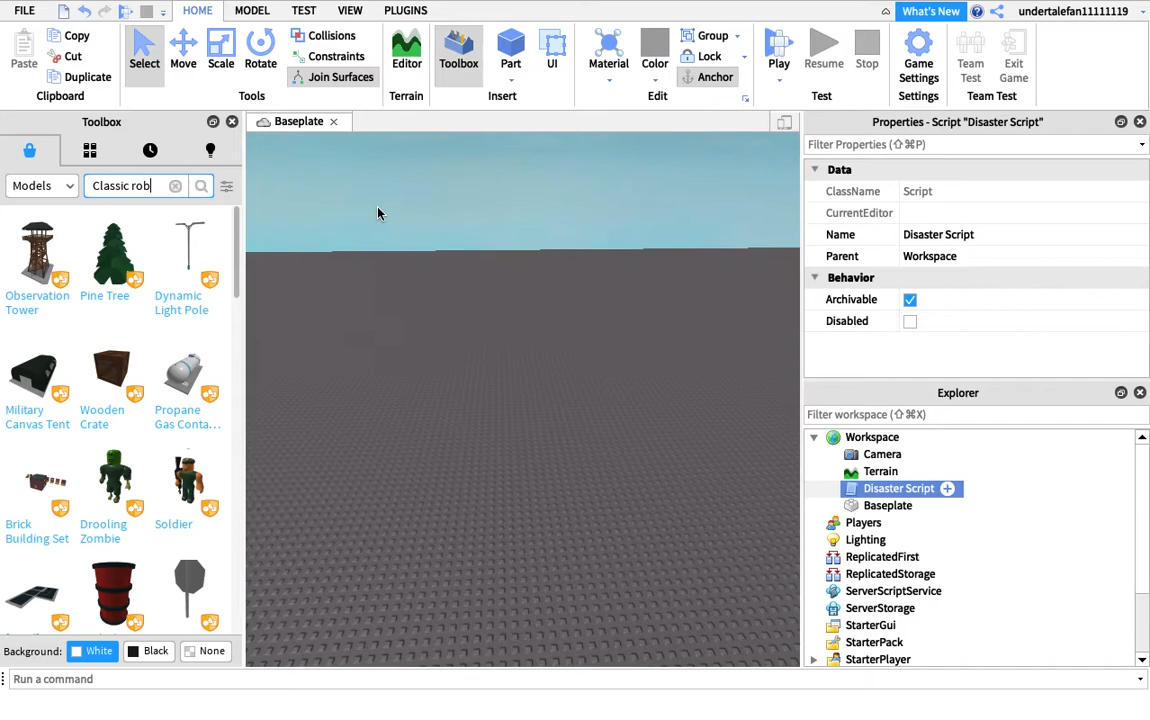 FILE HOME MODEL TEST VIEW PLUGINS What's New undertalefan11111119
Paste Copy Cut Duplicate
Select Move Scale Rotate Collisions Constraints Join Surfaces
Editor Toolbox Part UI
Material Color Group Lock Anchor
Play Resume Stop
Game Settings
Team Test
Exit Game
Clipboard Tools Terrain Insert Edit Test Settings Team Test
Toolbox
Models Classic rob
Observation Tower
Pine Tree
Dynamic Light Pole
Military Canvas Tent
Wooden Crate
Propane Gas Conta...
Brick Building Set
Drooling Zombie
Soldier
Background: White Black None
Baseplate
Properties - Script "Disaster Script"
Filter Properties (⇧⌘P)
Data
ClassName Script
CurrentEditor
Name Disaster Script
Parent Workspace
Behavior
Archivable
Disabled
Explorer
Filter workspace (⇧⌘X)
Workspace
Camera
Terrain
Disaster Script
Baseplate
Players
Lighting
ReplicatedFirst
ReplicatedStorage
ServerScriptService
ServerStorage
StarterGui
StarterPack
StarterPlayer
Run a command